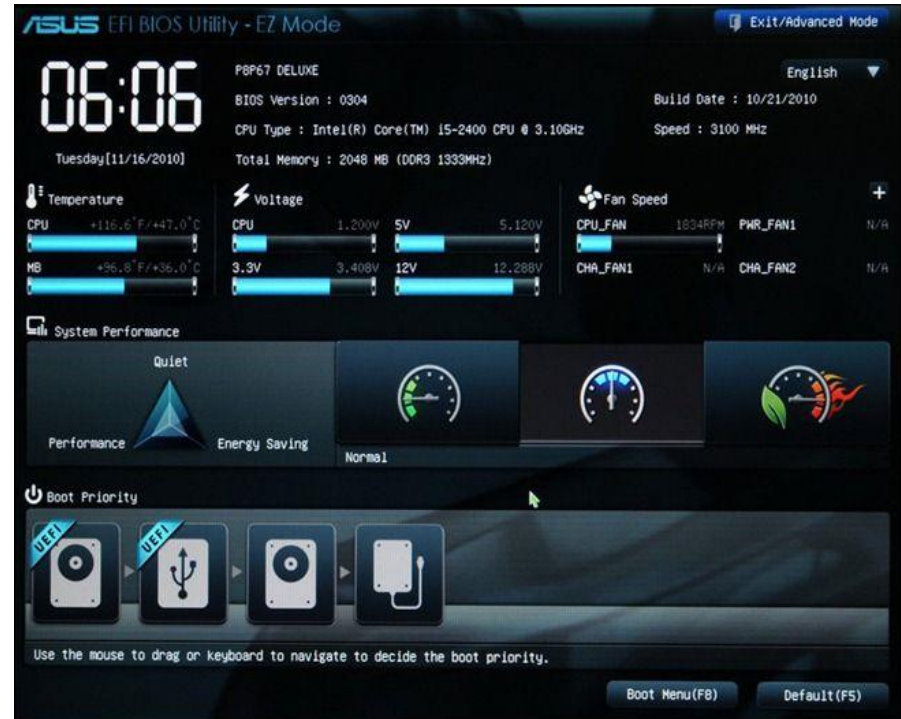 ASUS EFI BIOS Utility - EZ Mode
Exit/Advanced Mode
06:06
Tuesday[11/16/2010]
P8P67 DELUXE
English
BIOS Version : 0304
Build Date : 10/21/2010
CPU Type : Intel(R) Core(TM) i5-2400 CPU @ 3.10GHz
Speed : 3100 MHz
Total Memory : 2048 MB (DDR3 1333MHz)
Temperature
CPU +116.6°F/+47.0°C
MB +96.8°F/+36.0°C
Voltage
CPU 1.200V 5V 5.120V
3.3V 3.408V 12V 12.288V
Fan Speed
+
CPU_FAN 1834RPM PWR_FAN1 N/A
CHA_FAN1 N/A CHA_FAN2 N/A
System Performance
Quiet
Performance
Energy Saving
Normal
Boot Priority
UEFI
UEFI
Use the mouse to drag or keyboard to navigate to decide the boot priority.
Boot Menu(F8)
Default(F5)